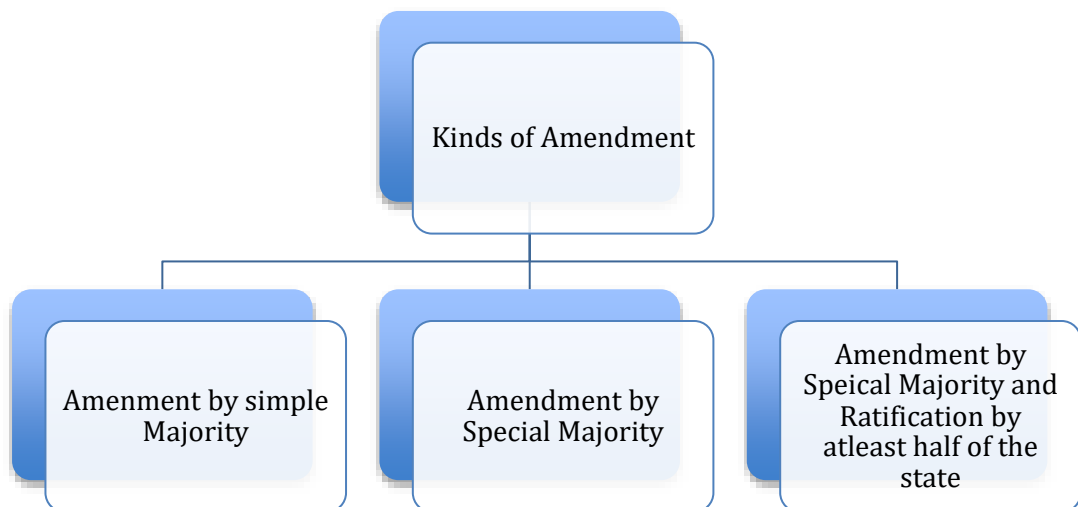 Kinds of Amendment
Amenment by simple
Majority
Amendment by
Special Majority
Amendment by
Speical Majority and
Ratification by
atleast half of the
state